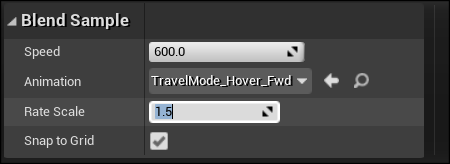 Blend Sample
Speed 600.0
Animation TravelMode_Hover_Fwd
Rate Scale 1.5
Snap to Grid